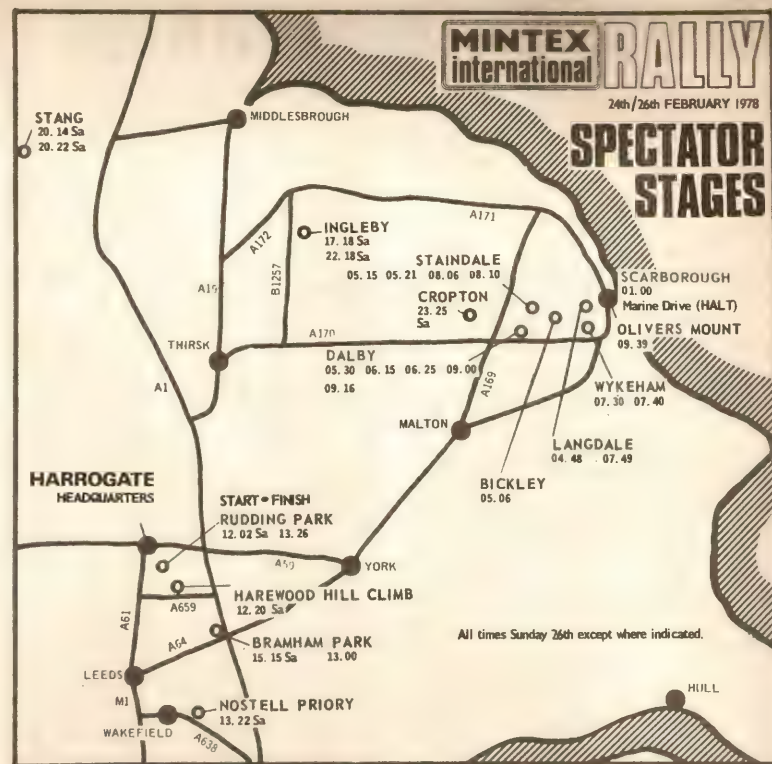 MINTEX
international
RALLY
24th/26th FEBRUARY 1978
SPECTATOR
STAGES
STANG
20.14 Sa
20.22 Sa
MIDDLESBROUGH
A172
A171
INGLEBY
17.18 Sa
22.18 Sa
B1257
STAINDALE
05.15 05.21 08.06 08.10
SCARBOROUGH
01.00
Marine Drive (HALT)
A19
CROPTON
23.25
Sa
OLIVERS MOUNT
09.39
A170
THIRSK
DALBY
05.30 06.15 06.25 09.00
09.16
A169
WYKEHAM
07.30 07.40
A1
MALTON
LANGDALE
04.48 07.49
BICKLEY
05.06
HARROGATE
HEADQUARTERS
START • FINISH
RUDDING PARK
12.02 Sa 13.26
A59
YORK
HAREWOOD HILL CLIMB
12.20 Sa
A659
A61
A64
BRAMHAM PARK
15.15 Sa 13.00
All times Sunday 26th except where indicated.
LEEDS
M1
NOSTELL PRIORY
13.22 Sa
WAKEFIELD
A638
HULL